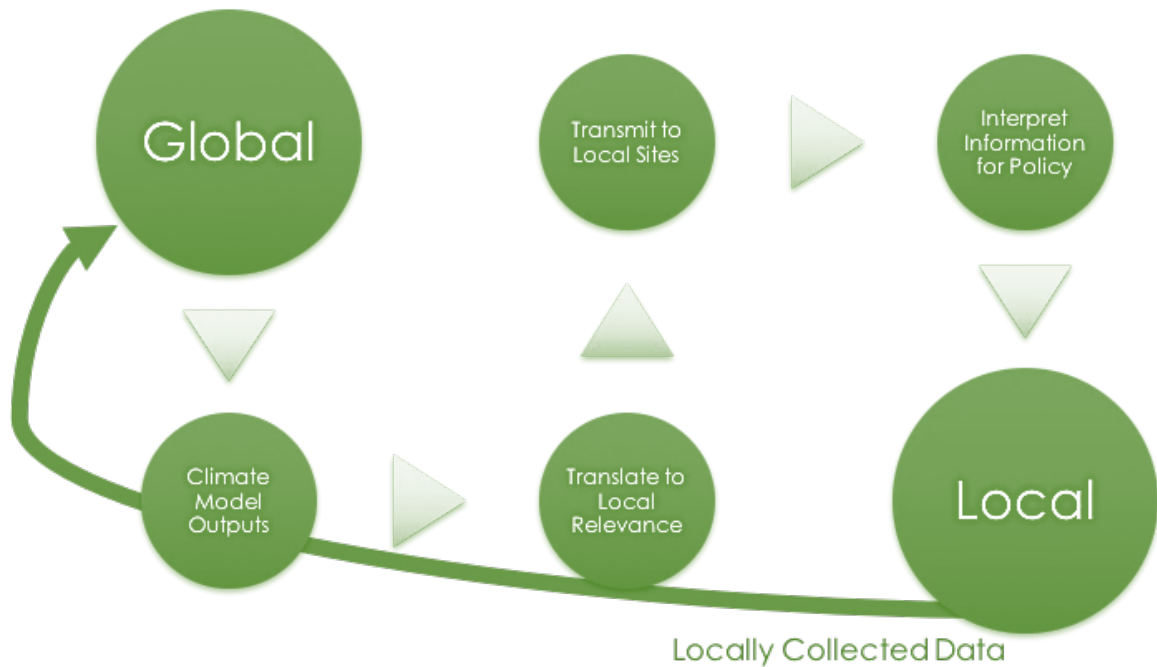 Global
Transmit to
Local Sites
Interpret
Information
for Policy
Climate
Model
Outputs
Translate to
Local
Relevance
Local
Locally Collected Data